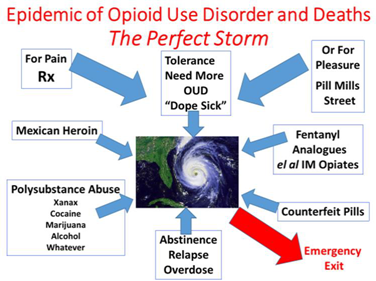 Epidemic of Opioid Use Disorder and Deaths
The Perfect Storm
For Pain
Rx
Tolerance
Need More
OUD
“Dope Sick”
Or For
Pleasure
Pill Mills
Street
Mexican Heroin
Fentanyl
Analogues
el al IM Opiates
Polysubstance Abuse
Xanax
Cocaine
Marijuana
Alcohol
Whatever
Counterfeit Pills
Abstinence
Relapse
Overdose
Emergency
Exit